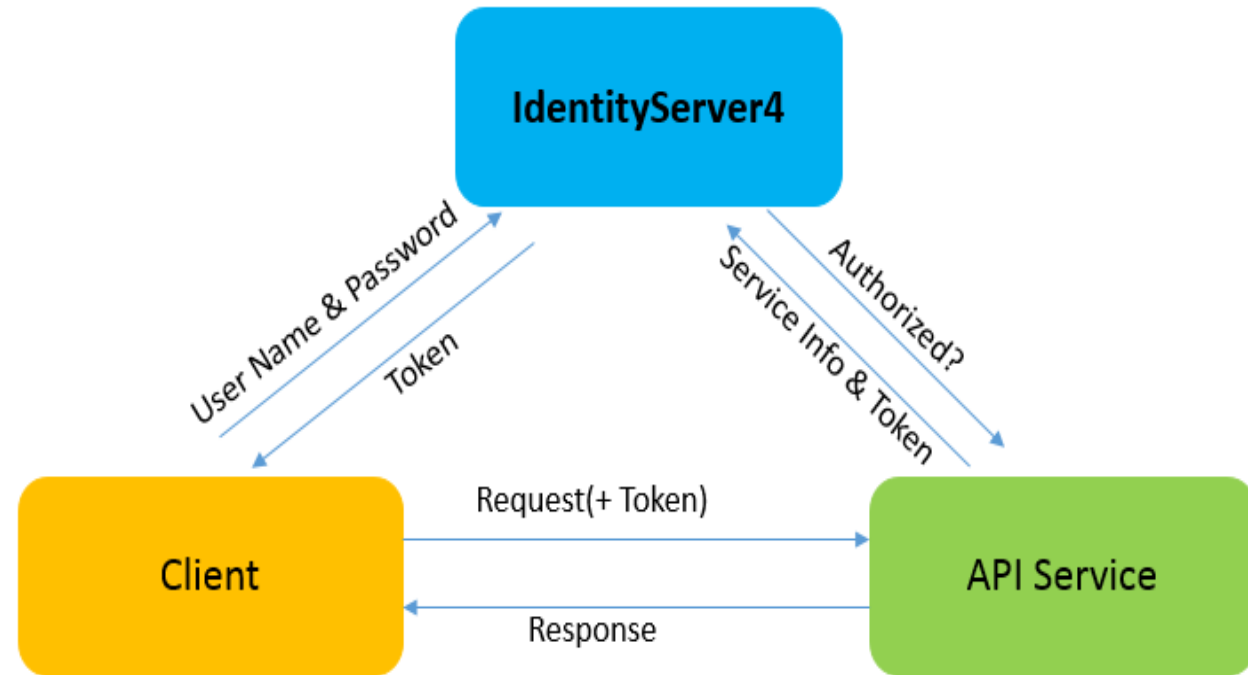 IdentityServer4
User Name & Password
Token
Authorized?
Service Info & Token
Request(+ Token)
Client
API Service
Response